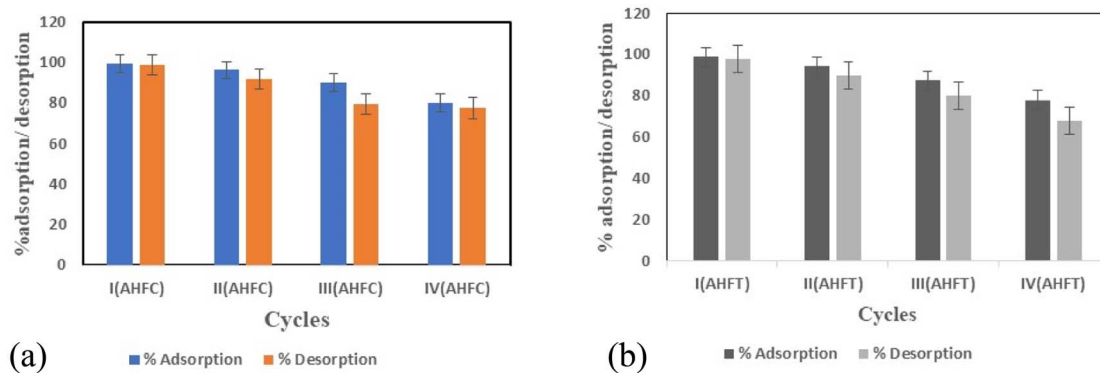 120
100
80
60
40
20
0
%adsorption/ desorption
I(AHFC) II(AHFC) III(AHFC) IV(AHFC)
Cycles
% Adsorption % Desorption
(a)
120
100
80
60
40
20
0
% adsorption/ desorption
I(AHFT) II(AHFT) III(AHFT) IV(AHFT)
Cycles
% Adsorption % Desorption
(b)